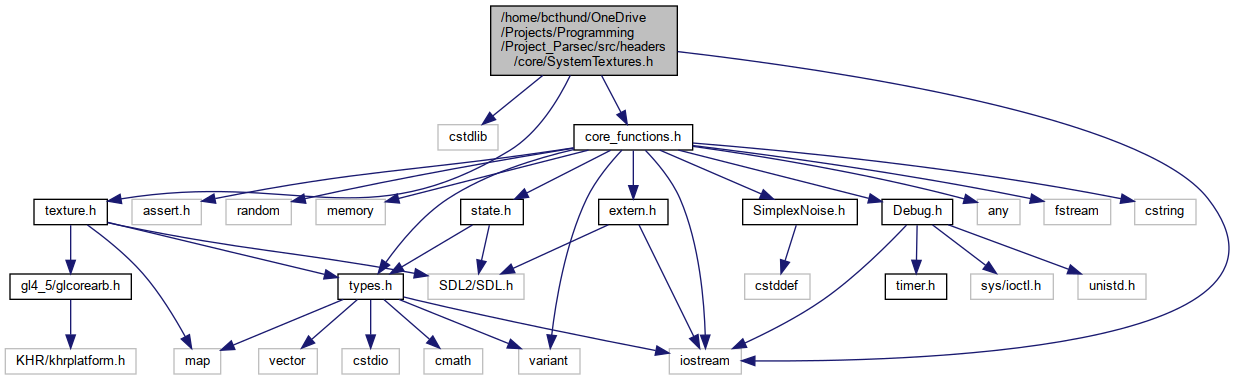 /home/bcthund/OneDrive
/Projects/Programming
/Project_Parsec/src/headers
/core/SystemTextures.h
cstdlib
core_functions.h
texture.h
assert.h
random
memory
state.h
extern.h
SimplexNoise.h
Debug.h
any
fstream
cstring
gl4_5/glcorearb.h
types.h
SDL2/SDL.h
cstddef
timer.h
sys/ioctl.h
unistd.h
KHR/khrplatform.h
map
vector
cstdio
cmath
variant
iostream